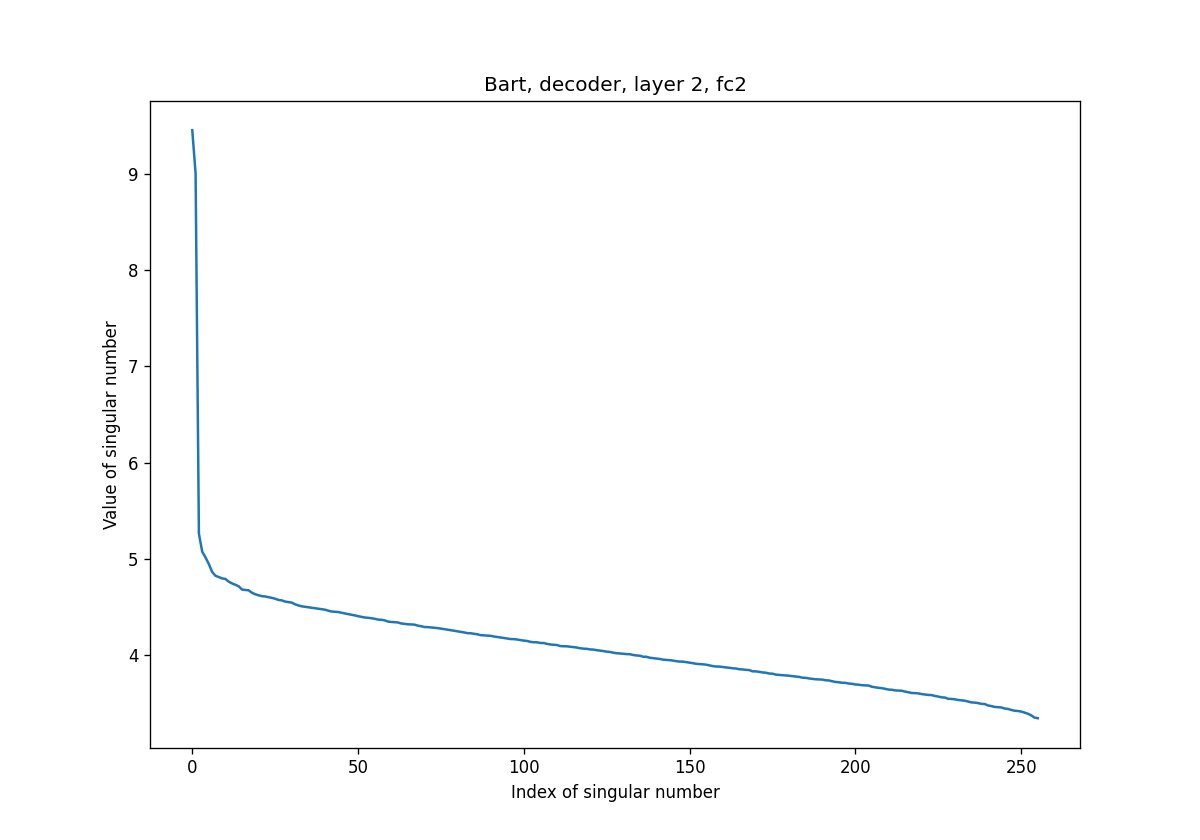 Bart, decoder, layer 2, fc2
9
8
7
6
5
4
Value of singular number
0 50 100 150 200 250
Index of singular number